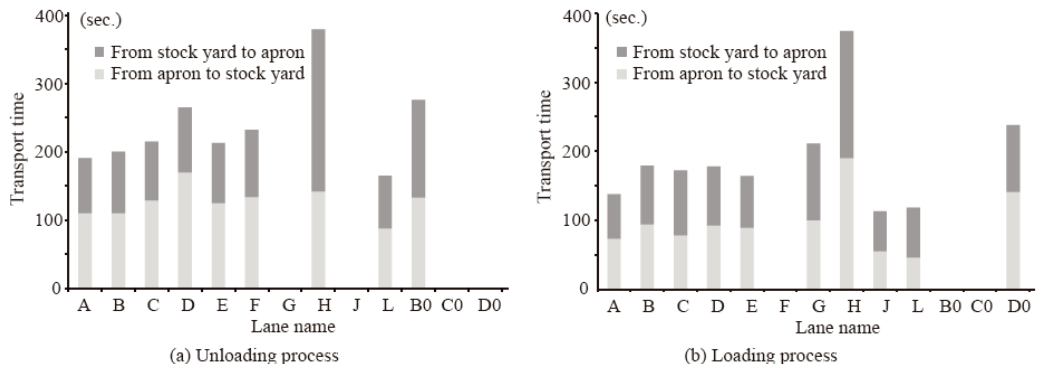 (sec.)
400
300
200
100
0
Transport time
From stock yard to apron
From apron to stock yard
A B C D E F G H J L B0 C0 D0
Lane name
(a) Unloading process
(sec.)
400
300
200
100
0
Transport time
From stock yard to apron
From apron to stock yard
A B C D E F G H J L B0 C0 D0
Lane name
(b) Loading process